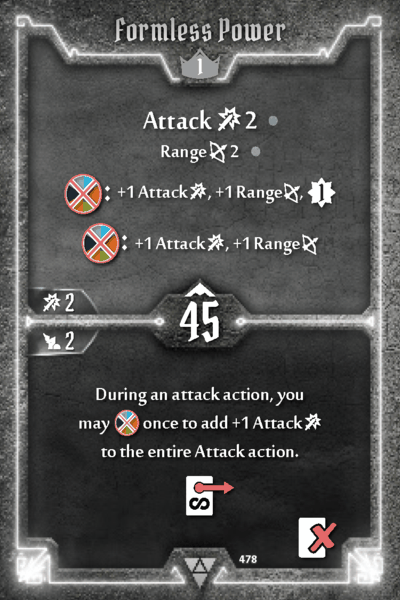 Formless Power
1
Attack 2
Range 2
: +1 Attack, +1 Range, 1
: +1 Attack, +1 Range
2
45
2
During an attack action, you
may once to add +1 Attack
to the entire Attack action.
S
478